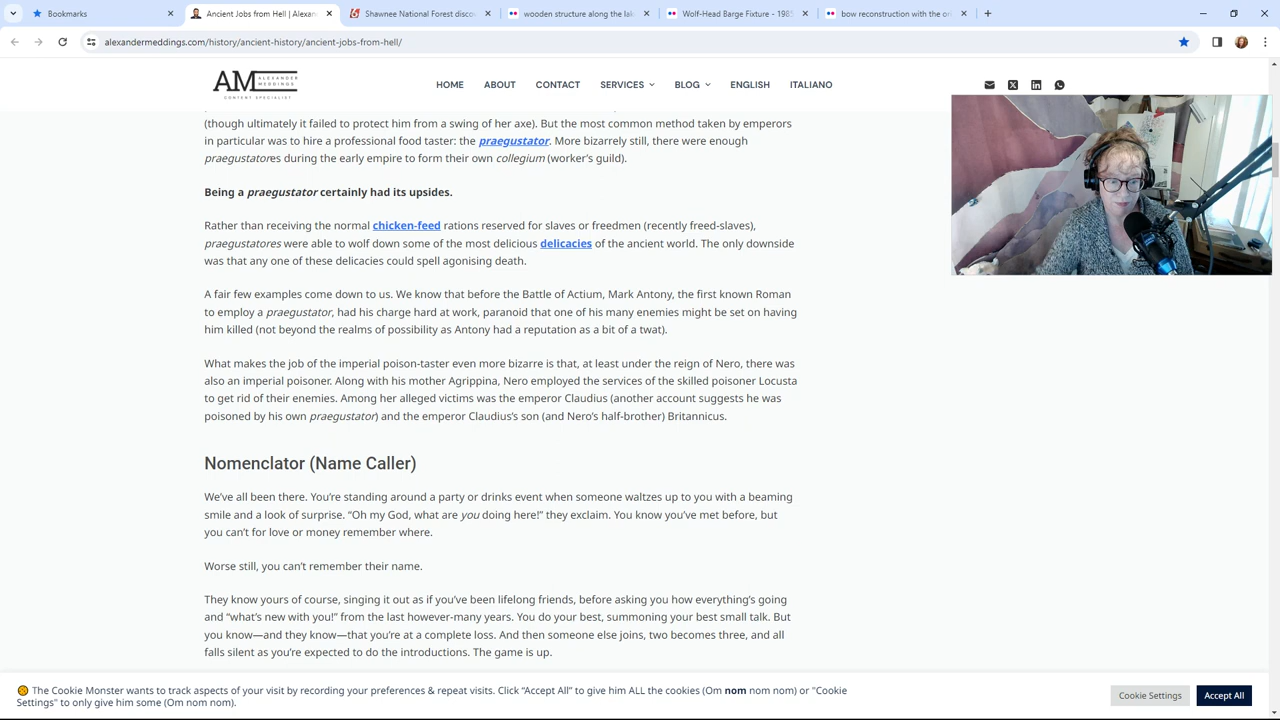 Bookmarks
Ancient Jobs from Hell | Alexan
Shawnee National Forest disco
wooden structure along the lak
Wolf-Head Barge Fixture - 198
bow reconstruction with the or
alexandermeddings.com/history/ancient-history/ancient-jobs-from-hell/
AM ALEXANDER MEDDINGS
CONTENT SPECIALIST
HOME ABOUT CONTACT SERVICES BLOG ENGLISH ITALIANO
(though ultimately it failed to protect him from a swing of her axe). But the most common method taken by emperors
in particular was to hire a professional food taster: the praegustator. More bizarrely still, there were enough
praegustatores during the early empire to form their own collegium (worker's guild).
Being a praegustator certainly had its upsides.
Rather than receiving the normal chicken-feed rations reserved for slaves or freedmen (recently freed-slaves),
praegustatores were able to wolf down some of the most delicious delicacies of the ancient world. The only downside
was that any one of these delicacies could spell agonising death.
A fair few examples come down to us. We know that before the Battle of Actium, Mark Antony, the first known Roman
to employ a praegustator, had his charge hard at work, paranoid that one of his many enemies might be set on having
him killed (not beyond the realms of possibility as Antony had a reputation as a bit of a twat).
What makes the job of the imperial poison-taster even more bizarre is that, at least under the reign of Nero, there was
also an imperial poisoner. Along with his mother Agrippina, Nero employed the services of the skilled poisoner Locusta
to get rid of their enemies. Among her alleged victims was the emperor Claudius (another account suggests he was
poisoned by his own praegustator) and the emperor Claudius's son (and Nero's half-brother) Britannicus.
Nomenclator (Name Caller)
We've all been there. You're standing around a party or drinks event when someone waltzes up to you with a beaming
smile and a look of surprise. "Oh my God, what are you doing here!" they exclaim. You know you've met before, but
you can't for love or money remember where.
Worse still, you can't remember their name.
They know yours of course, singing it out as if you've been lifelong friends, before asking you how everything's going
and "what's new with you!" from the last however-many years. You do your best, summoning your best small talk. But
you know—and they know—that you're at a complete loss. And then someone else joins, two becomes three, and all
falls silent as you're expected to do the introductions. The game is up.
The Cookie Monster wants to track aspects of your visit by recording your preferences & repeat visits. Click "Accept All" to give him ALL the cookies (Om nom nom nom) or "Cookie
Settings" to only give him some (Om nom nom).
Cookie Settings
Accept All